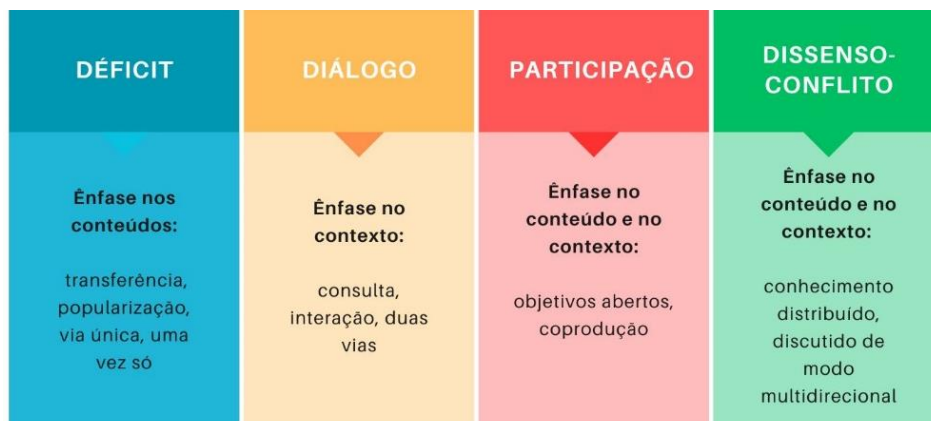 DÉFICIT
Ênfase nos
conteúdos:
transferência,
popularização,
via única, uma
vez só
DIÁLOGO
Ênfase no
contexto:
consulta,
interação, duas
vias
PARTICIPAÇÃO
Ênfase no
conteúdo e no
contexto:
objetivos abertos,
coprodução
DISSENSO-
CONFLITO
Ênfase no
conteúdo e no
contexto:
conhecimento
distribuído,
discutido de
modo
multidirecional